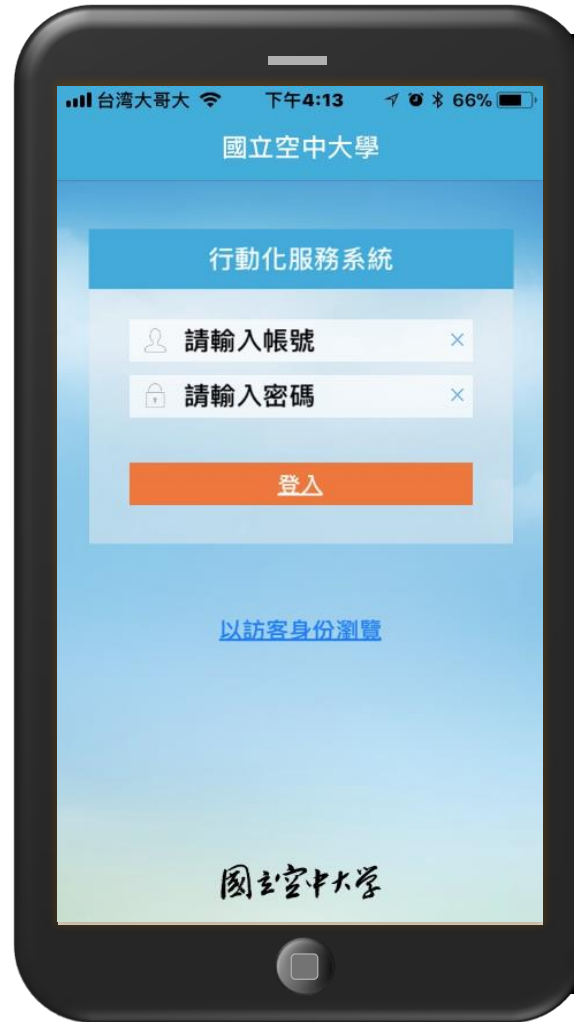 台湾大哥大 下午4:13 66%
國立空中大學
行動化服務系統
請輸入帳號
請輸入密碼
登入
以訪客身份瀏覽
國立空中大学